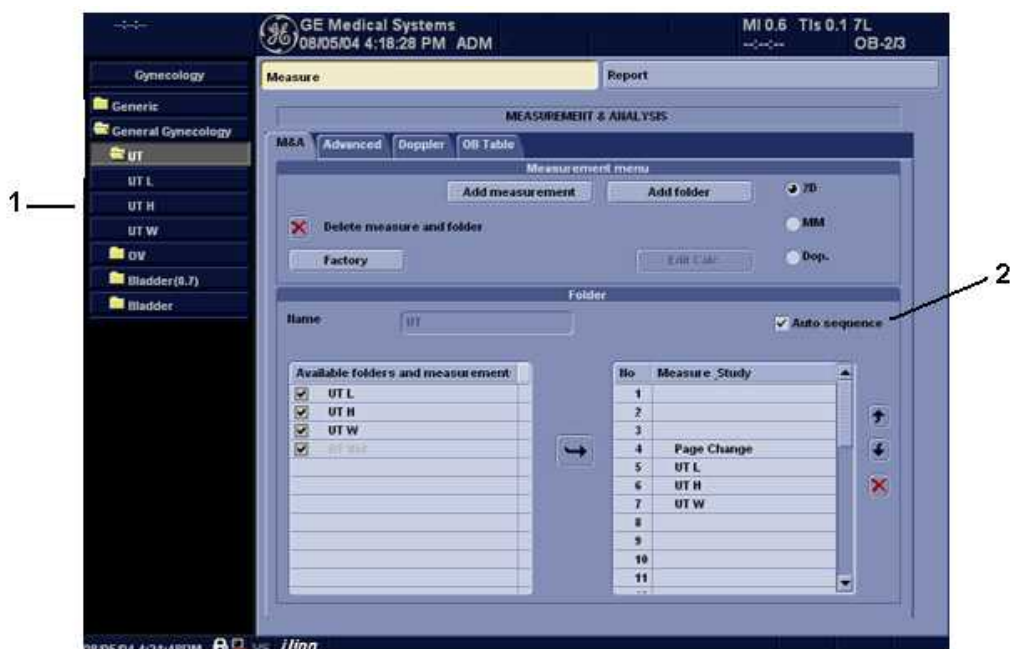 --:--:--
GE Medical Systems
08/05/04 4:18:28 PM ADM
MI 0.6 TIs 0.1 7L
--:--:-- OB-2/3
Gynecology
Measure
Report
Generic
General Gynecology
UT
UT L
UT H
UT W
OV
Bladder(0.7)
Bladder
1
MEASUREMENT & ANALYSIS
M&A
Advanced
Doppler
OB Table
Measurement menu
Add measurement
Add folder
2D
MM
Dop.
Delete measure and folder
Factory
Edit Calc
Folder
2
Name
UT
Auto sequence
Available folders and measurement
UT L
UT H
UT W
No Measure_Study
1
2
3
4 Page Change
5 UT L
6 UT H
7 UT W
8
9
10
11